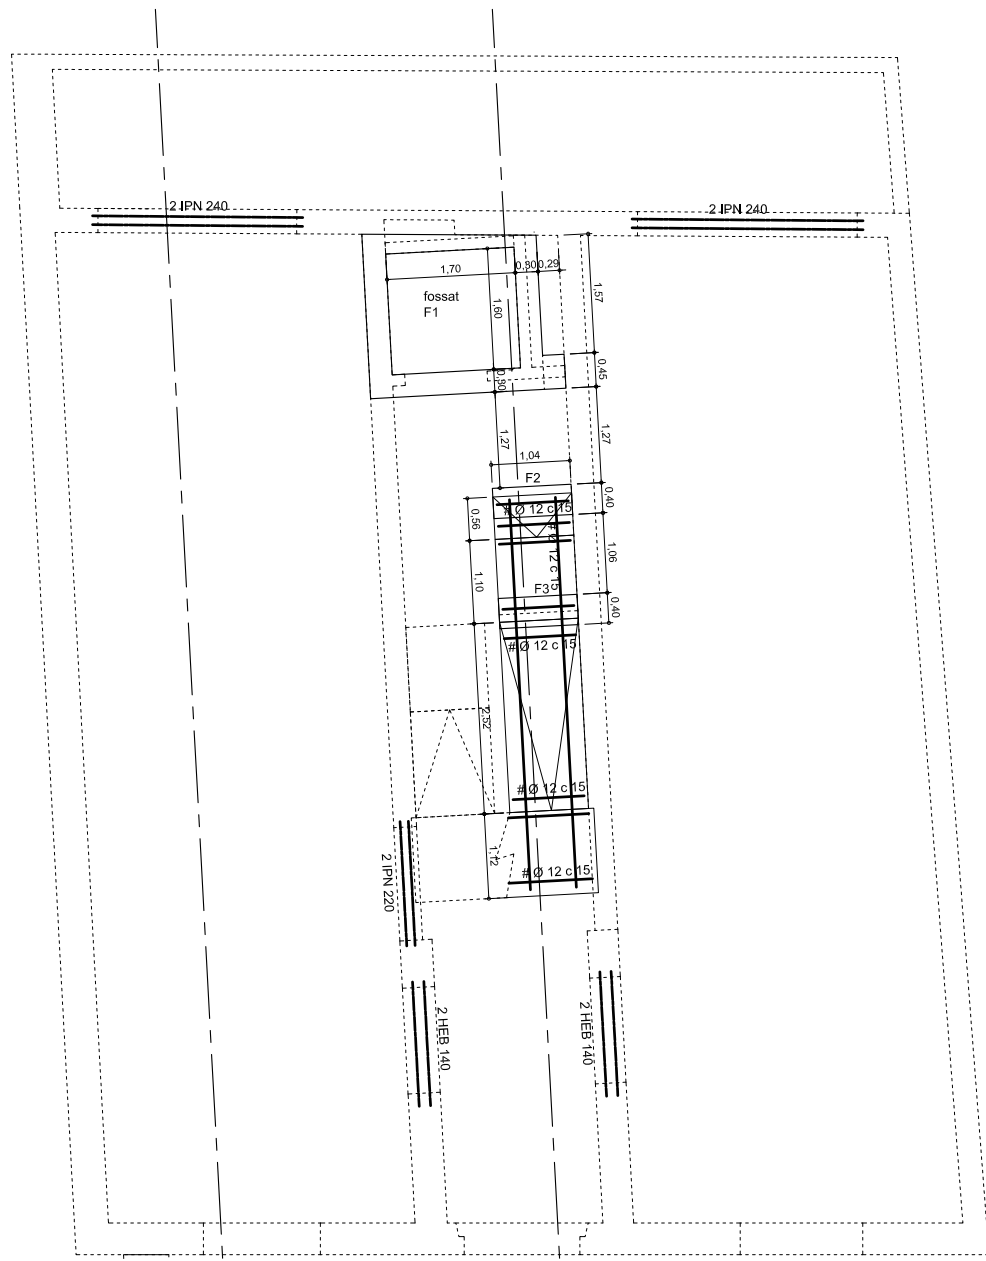 2 IPN 240
2 IPN 240
1,70
0,30
0,29
1,57
fossat
F1
1,60
0,45
0,30
1,27
1,27
1,04
F2
0,40
# Ø 12 c 15
0,56
# Ø 12 c 15
1,06
1,10
F3
0,40
# Ø 12 c 15
2,52
# Ø 12 c 15
1,12
# Ø 12 c 15
2 IPN 220
2 HEB 140
2 HEB 140